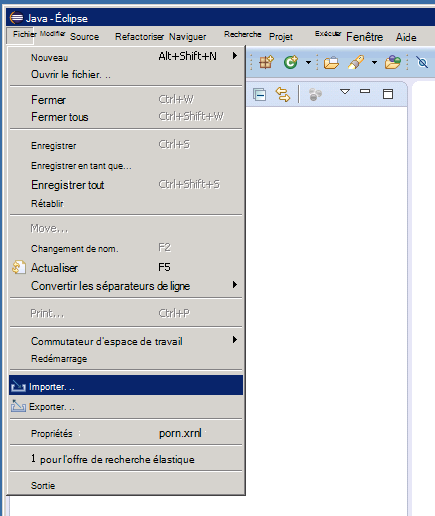 Java - Éclipse
Fichier Modifier Source Refactoriser Naviguer Recherche Projet Exécuter Fenêtre Aide
Nouveau Alt+Shift+N
Ouvrir le fichier. ..
Fermer Ctrl+W
Fermer tous Ctrl+Shift+W
Enregistrer Ctrl+S
Enregistrer en tant que...
Enregistrer tout Ctrl+Shift+S
Rétablir
Move...
Changement de nom. F2
Actualiser F5
Convertir les séparateurs de ligne
Print... Ctrl+P
Commutateur d'espace de travail
Redémarrage
Importer. ..
Exporter. ..
Propriétés : porn.xrnl
1 pour l'offre de recherche élastique
Sortie